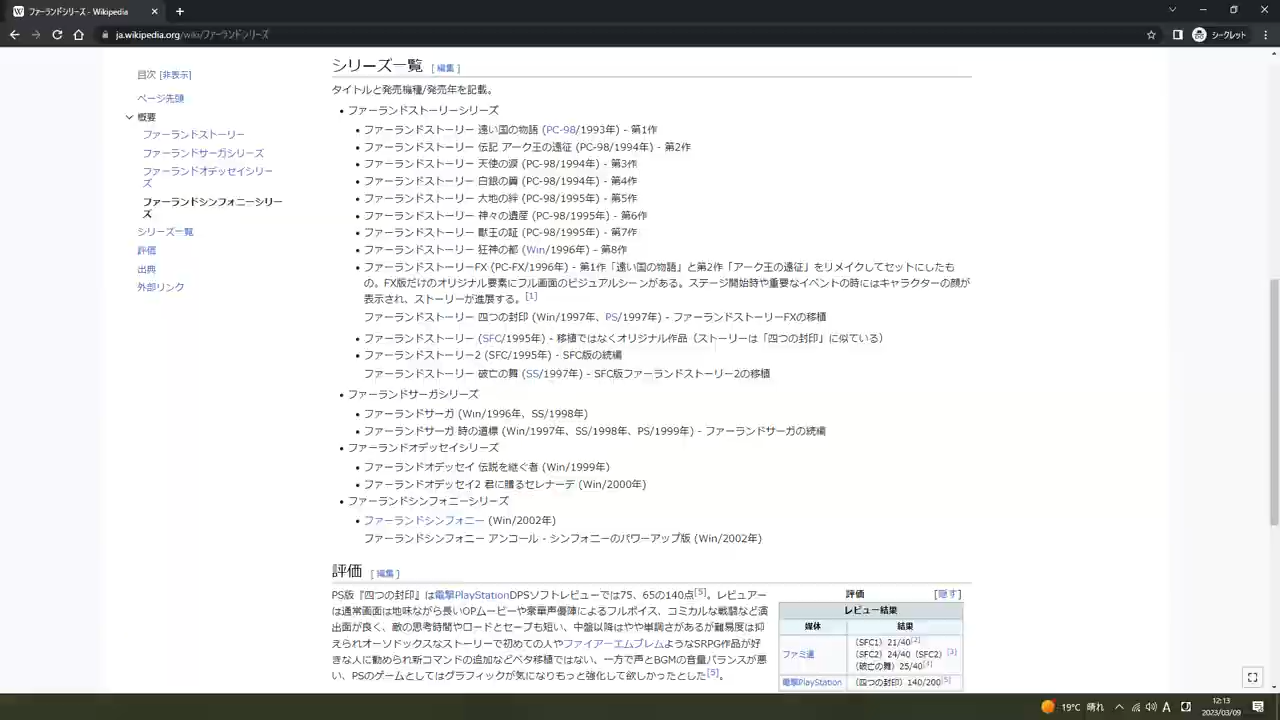 ファーランドシリーズ - Wikipedia
ja.wikipedia.org/wiki/ファーランドシリーズ
シークレット
目次 [非表示]
ページ先頭
概要
ファーランドストーリー
ファーランドサーガシリーズ
ファーランドオデッセイシリー
ズ
ファーランドシンフォニーシリー
ズ
シリーズ一覧
評価
出典
外部リンク
シリーズ一覧 [編集]
タイトルと発売機種/発売年を記載。
• ファーランドストーリーシリーズ
• ファーランドストーリー 遠い国の物語 (PC-98/1993年) - 第1作
• ファーランドストーリー 伝記 アーク王の遠征 (PC-98/1994年) - 第2作
• ファーランドストーリー 天使の涙 (PC-98/1994年) - 第3作
• ファーランドストーリー 白銀の翼 (PC-98/1994年) - 第4作
• ファーランドストーリー 大地の絆 (PC-98/1995年) - 第5作
• ファーランドストーリー 神々の遺産 (PC-98/1995年) - 第6作
• ファーランドストーリー 獣王の証 (PC-98/1995年) - 第7作
• ファーランドストーリー 狂神の都 (Win/1996年) – 第8作
• ファーランドストーリーFX (PC-FX/1996年) - 第1作「遠い国の物語」と第2作「アーク王の遠征」をリメイクしてセットにしたも
の。FX版だけのオリジナル要素にフル画面のビジュアルシーンがある。ステージ開始時や重要なイベントの時にはキャラクターの顔が
表示され、ストーリーが進展する。[1]
ファーランドストーリー 四つの封印 (Win/1997年、PS/1997年) - ファーランドストーリーFXの移植
• ファーランドストーリー (SFC/1995年) - 移植ではなくオリジナル作品（ストーリーは「四つの封印」に似ている）
• ファーランドストーリー2 (SFC/1995年) - SFC版の続編
ファーランドストーリー 破亡の舞 (SS/1997年) - SFC版ファーランドストーリー2の移植
• ファーランドサーガシリーズ
• ファーランドサーガ (Win/1996年、SS/1998年)
• ファーランドサーガ 時の道標 (Win/1997年、SS/1998年、PS/1999年) - ファーランドサーガの続編
• ファーランドオデッセイシリーズ
• ファーランドオデッセイ 伝説を継ぐ者 (Win/1999年)
• ファーランドオデッセイ2 君に贈るセレナーデ (Win/2000年)
• ファーランドシンフォニーシリーズ
• ファーランドシンフォニー (Win/2002年)
ファーランドシンフォニー アンコール - シンフォニーのパワーアップ版 (Win/2002年)
評価 [編集]
PS版『四つの封印』は電撃PlayStationDPSソフトレビューでは75、65の140点[5]。レビュアー
は通常画面は地味ながら長いOPムービーや豪華声優陣によるフルボイス、コミカルな戦闘など演
出面が良く、敵の思考時間やロードとセーブも短い、中盤以降はやや単調さがあるが難易度は抑
えられオーソドックスなストーリーで初めての人やファイアーエムブレムようなSRPG作品が好
きな人に勧められ新コマンドの追加などベタ移植ではない、一方で声とBGMの音量バランスが悪
い、PSのゲームとしてはグラフィックが気になりもっと強化して欲しかったとした[5]。
評価 [隠す]
レビュー結果
媒体 結果
ファミ通 （SFC1）21/40[2]
（SFC2）24/40（SFC2）[3]
（破亡の舞）25/40[4]
電撃PlayStation （四つの封印）140/200[5]
19°C 晴れ
A
12:13
2023/03/09